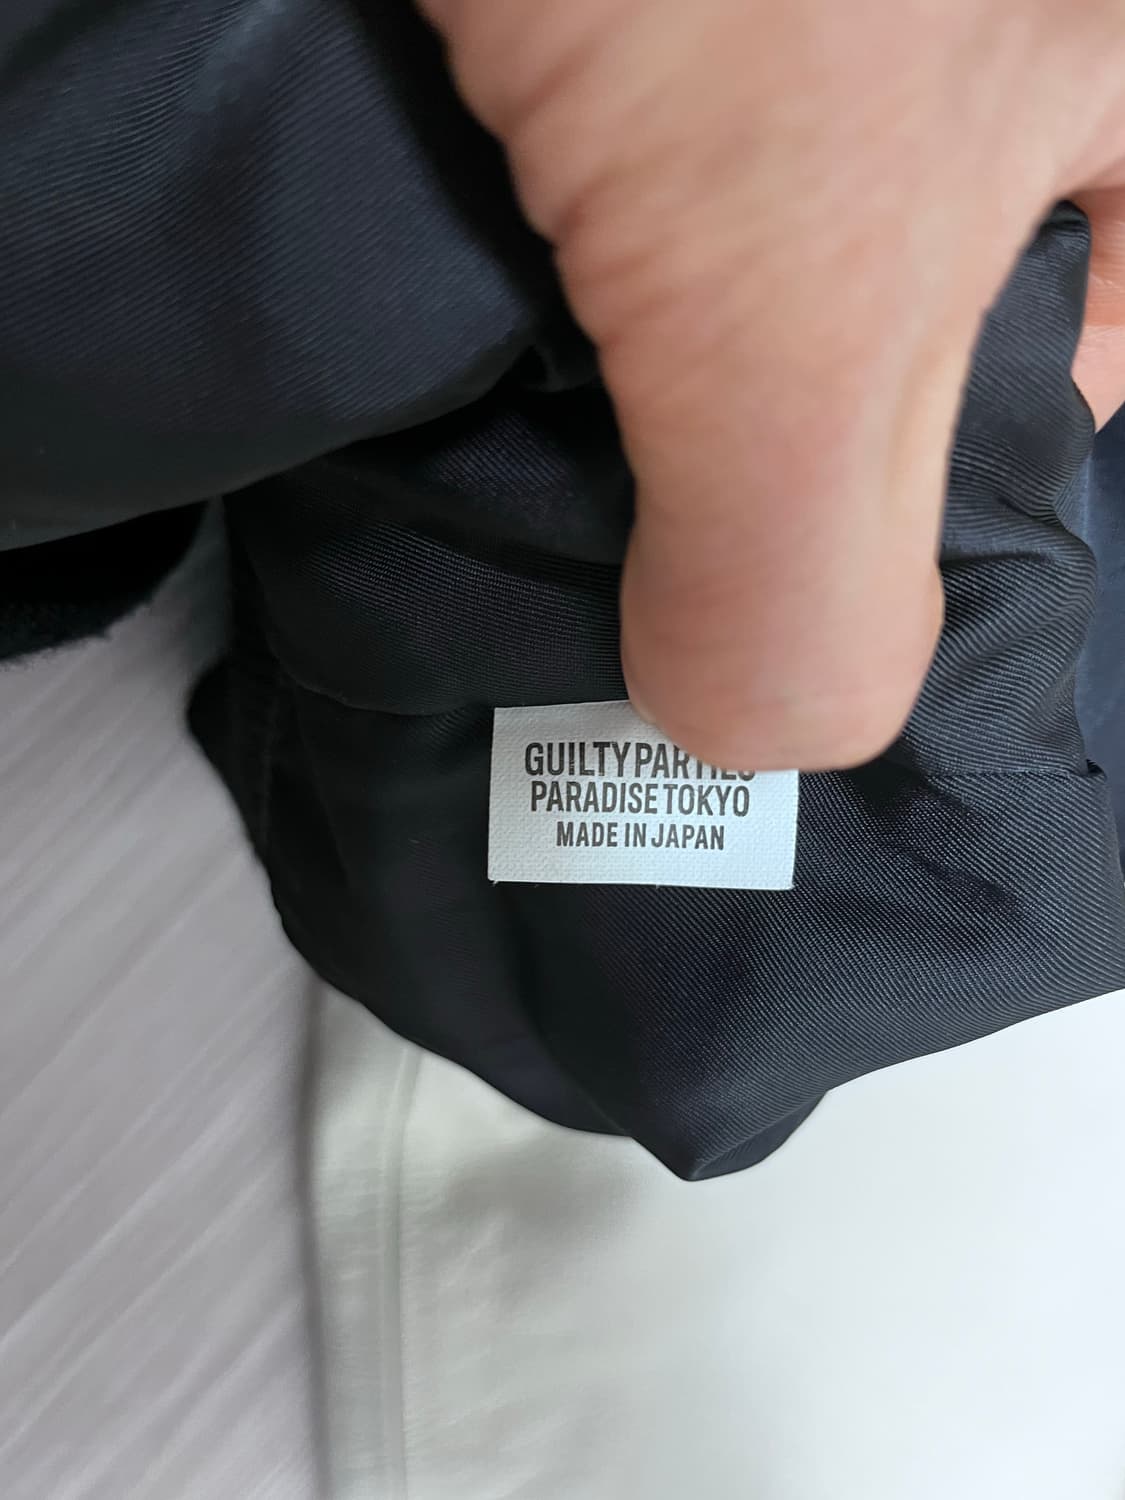 GUILTY PARTIES
PARADISE TOKYO
MADE IN JAPAN